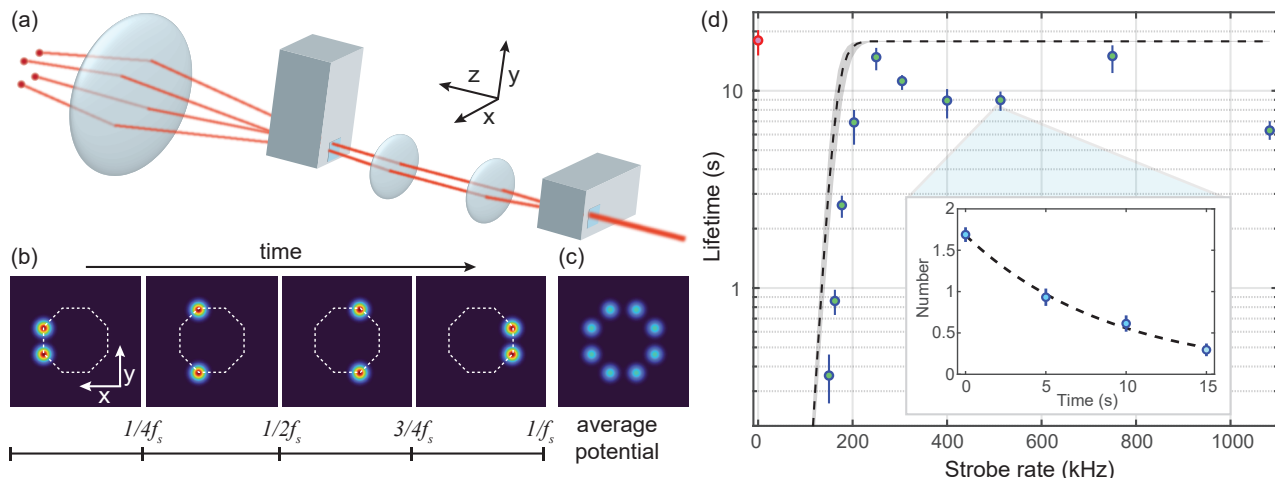 (a)
z
y
x
(b)
time
(c)
x
y
1/4f_s
1/2f_s
3/4f_s
1/f_s
average
potential
(d)
Lifetime (s)
10
1
0
200
400
600
800
1000
Strobe rate (kHz)
Number
2
1.5
1
0.5
0
0
5
10
15
Time (s)